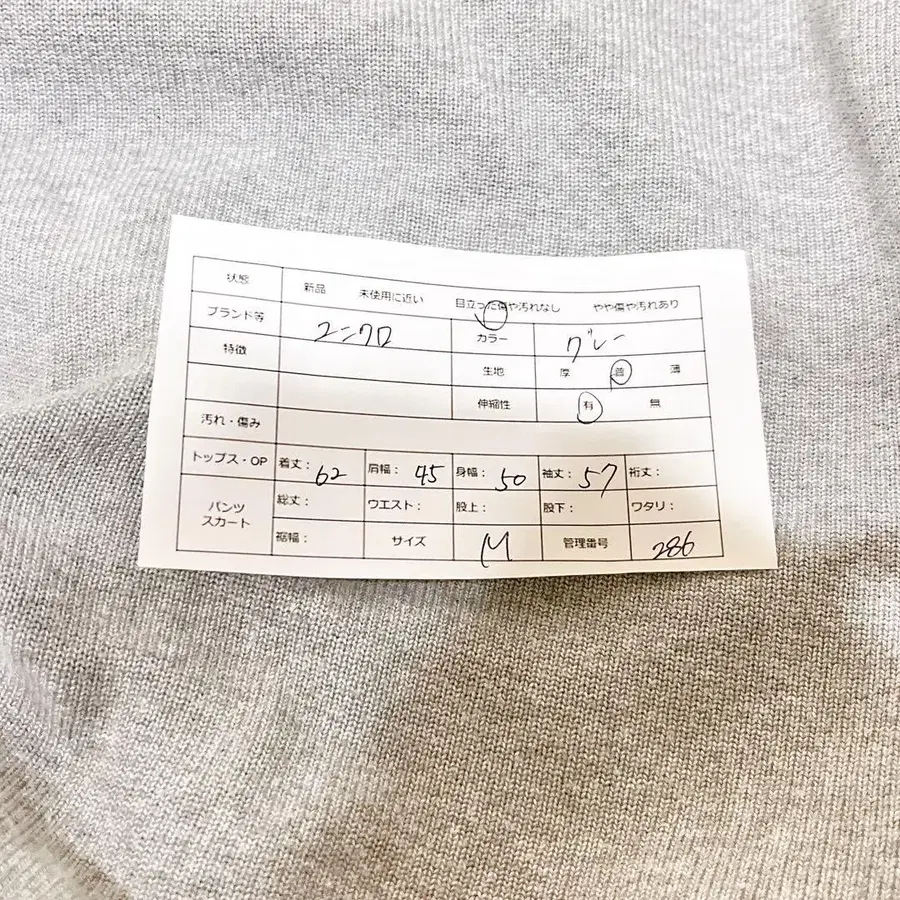 状態 新品 未使用に近い 目立った傷や汚れなし やや傷や汚れあり
ブランド等 ユニクロ カラー グレー
特徴 生地 厚 普 薄
伸縮性 有 無
汚れ・傷み
トップス・OP 着丈: 62 肩幅: 45 身幅: 50 袖丈: 57 裄丈:
パンツ 総丈: ウエスト: 股上: 股下: ワタリ:
スカート
裾幅: サイズ M 管理番号 286